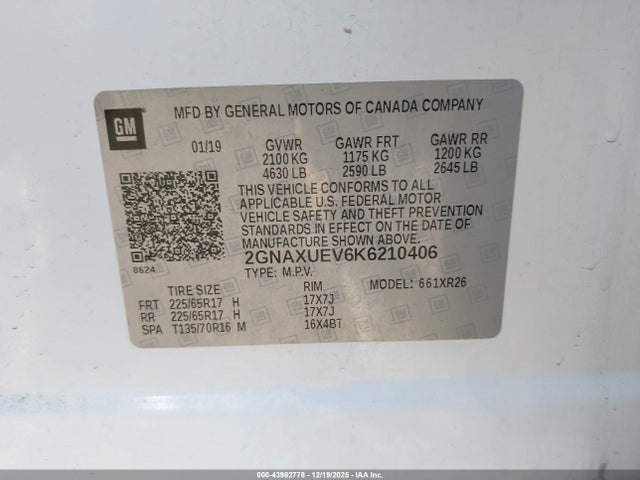 GM
MFD BY GENERAL MOTORS OF CANADA COMPANY
01/19 GVWR GAWR FRT GAWR RR
2100 KG 1175 KG 1200 KG
4630 LB 2590 LB 2645 LB
THIS VEHICLE CONFORMS TO ALL
APPLICABLE U.S. FEDERAL MOTOR
VEHICLE SAFETY AND THEFT PREVENTION
STANDARDS IN EFFECT ON THE DATE OF
MANUFACTURE SHOWN ABOVE.
8624
2GNAXUEV6K6210406
TYPE: M.P.V. MODEL: 661XR26
TIRE SIZE RIM
FRT 225/65R17 H 17X7J
RR 225/65R17 H 17X7J
SPA T135/70R16 M 16X4BT
000-43982778 - 12/19/2025 - IAA Inc.